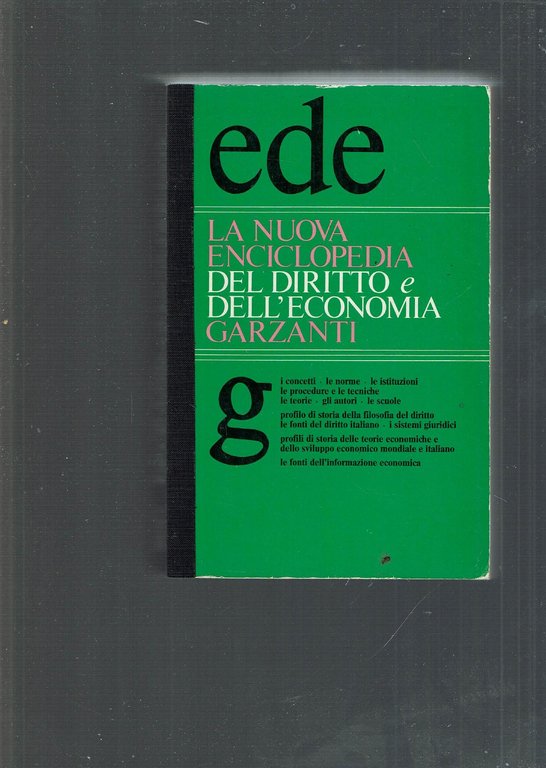 ede
LA NUOVA
ENCICLOPEDIA
DEL DIRITTO e
DELL'ECONOMIA
GARZANTI
g
i concetti · le norme · le istituzioni
le procedure e le tecniche
le teorie · gli autori · le scuole
profilo di storia della filosofia del diritto
le fonti del diritto italiano · i sistemi giuridici
profili di storia delle teorie economiche e
dello sviluppo economico mondiale e italiano
le fonti dell'informazione economica